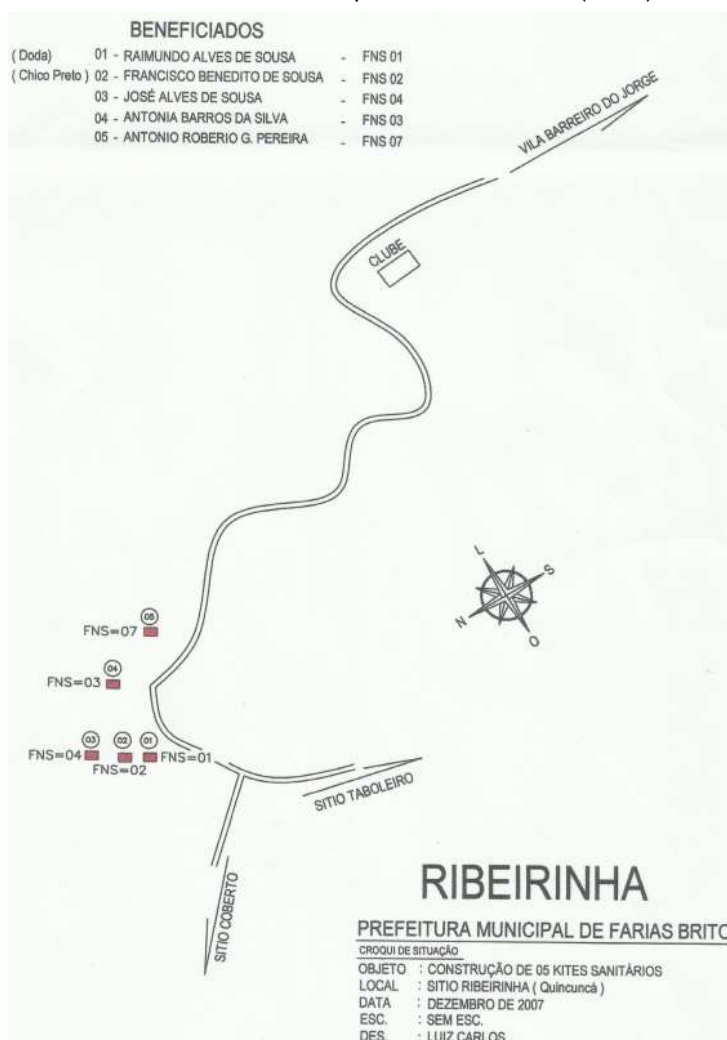 BENEFICIADOS
(Doda) 01 - RAIMUNDO ALVES DE SOUSA - FNS 01
( Chico Preto ) 02 - FRANCISCO BENEDITO DE SOUSA - FNS 02
03 - JOSÉ ALVES DE SOUSA - FNS 04
04 - ANTONIA BARROS DA SILVA - FNS 03
05 - ANTONIO ROBERIO G. PEREIRA - FNS 07
VILA BARREIRO DO JORGE
CLUBE
L
S
N
O
05
FNS=07
04
FNS=03
03
02
01
FNS=04
FNS=02
FNS=01
SITIO TABOLEIRO
SITIO COBERTO
RIBEIRINHA
PREFEITURA MUNICIPAL DE FARIAS BRITO
CROQUI DE SITUAÇÃO
OBJETO : CONSTRUÇÃO DE 05 KITES SANITÁRIOS
LOCAL : SITIO RIBEIRINHA ( Quincuncá )
DATA : DEZEMBRO DE 2007
ESC. : SEM ESC.
DES. : LUIZ CARLOS